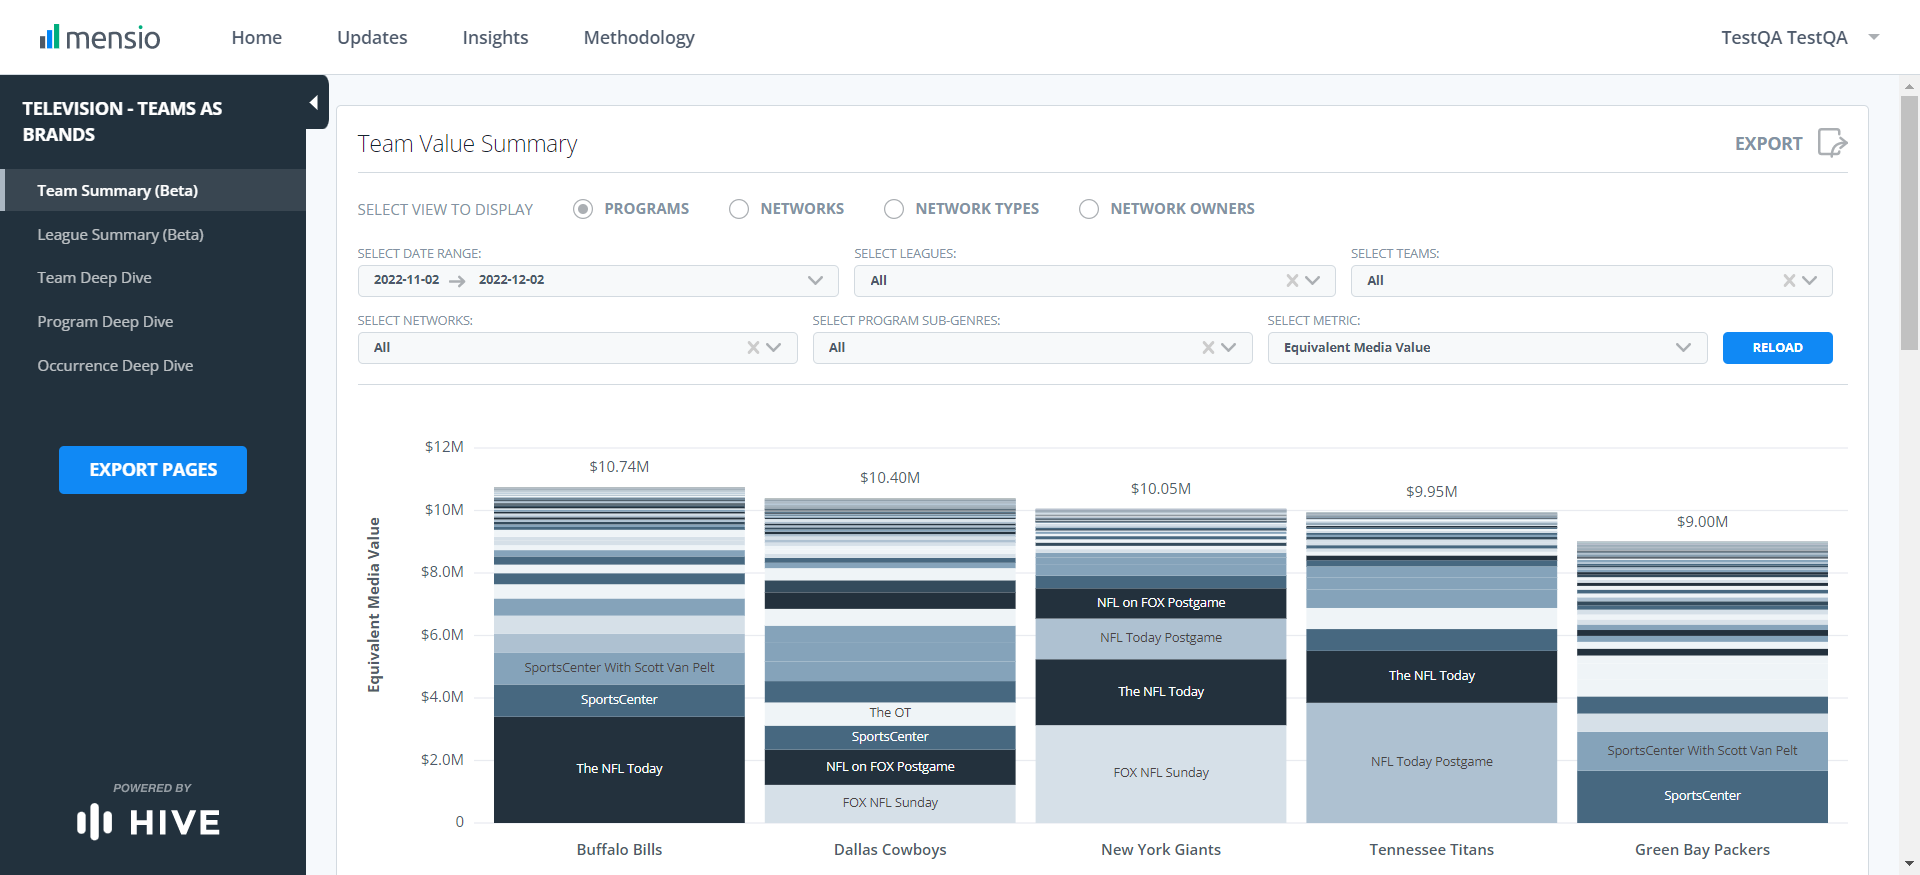 mensio
Home
Updates
Insights
Methodology
TestQA TestQA
TELEVISION - TEAMS AS
BRANDS
Team Summary (Beta)
League Summary (Beta)
Team Deep Dive
Program Deep Dive
Occurrence Deep Dive
EXPORT PAGES
POWERED BY
HIVE
Team Value Summary
EXPORT
SELECT VIEW TO DISPLAY
PROGRAMS
NETWORKS
NETWORK TYPES
NETWORK OWNERS
SELECT DATE RANGE:
2022-11-02
2022-12-02
SELECT LEAGUES:
All
SELECT TEAMS:
All
SELECT NETWORKS:
All
SELECT PROGRAM SUB-GENRES:
All
SELECT METRIC:
Equivalent Media Value
RELOAD
Equivalent Media Value
$12M
$10M
$8.0M
$6.0M
$4.0M
$2.0M
0
$10.74M
SportsCenter With Scott Van Pelt
SportsCenter
The NFL Today
Buffalo Bills
$10.40M
The OT
SportsCenter
NFL on FOX Postgame
FOX NFL Sunday
Dallas Cowboys
$10.05M
NFL on FOX Postgame
NFL Today Postgame
The NFL Today
FOX NFL Sunday
New York Giants
$9.95M
The NFL Today
NFL Today Postgame
Tennessee Titans
$9.00M
SportsCenter With Scott Van Pelt
SportsCenter
Green Bay Packers